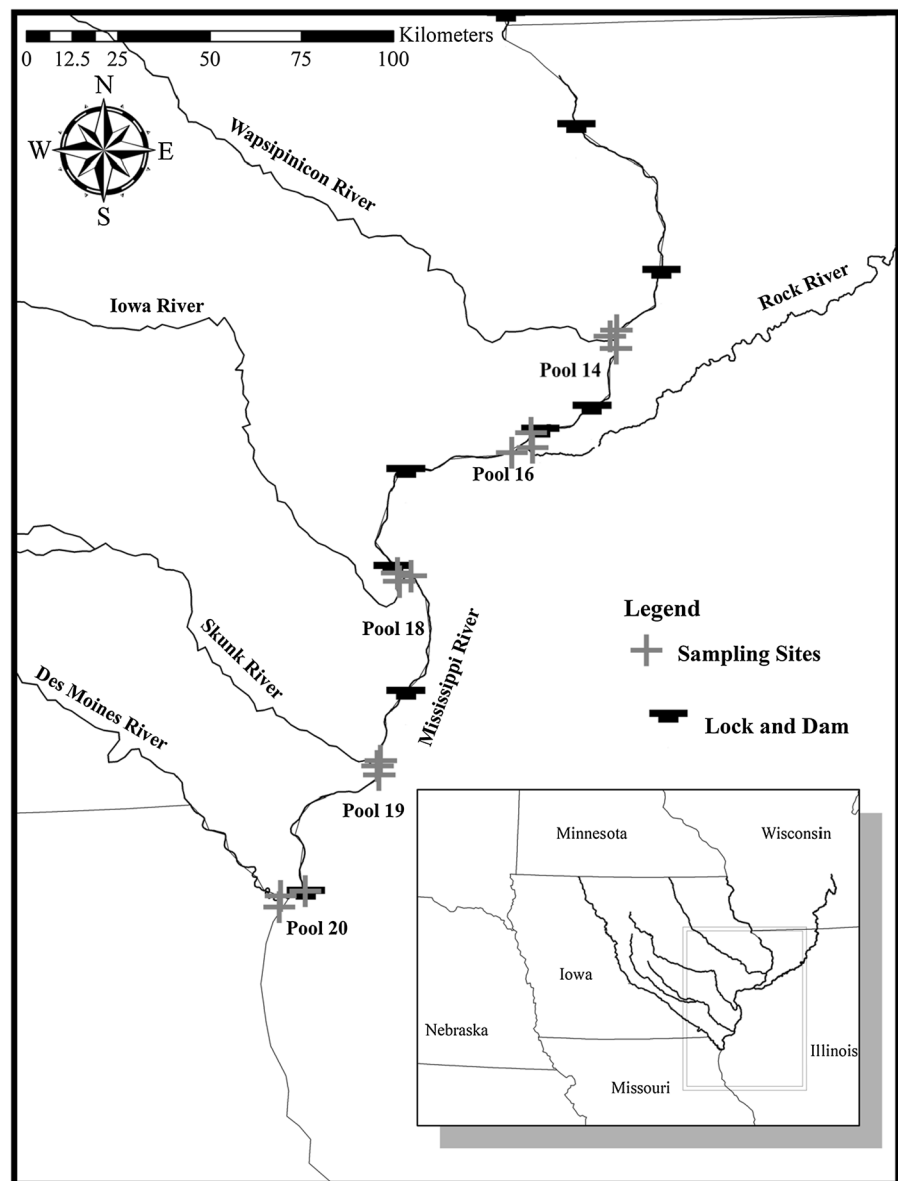 Kilometers
0 12.5 25 50 75 100
N
W E
S
Wapsipinicon River
Rock River
Iowa River
Pool 14
Pool 16
Pool 18
Skunk River
Mississippi River
Des Moines River
Pool 19
Pool 20
Legend
Sampling Sites
Lock and Dam
Minnesota
Wisconsin
Iowa
Nebraska
Illinois
Missouri